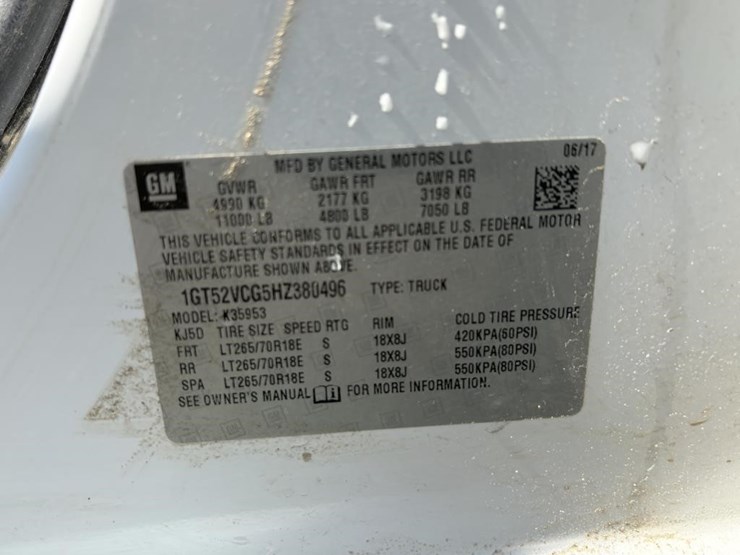 GM
MFD BY GENERAL MOTORS LLC 06/17
GVWR GAWR FRT GAWR RR
4990 KG 2177 KG 3198 KG
11000 LB 4800 LB 7050 LB
THIS VEHICLE CONFORMS TO ALL APPLICABLE U.S. FEDERAL MOTOR
VEHICLE SAFETY STANDARDS IN EFFECT ON THE DATE OF
MANUFACTURE SHOWN ABOVE.
1GT52VCG5HZ380496 TYPE: TRUCK
MODEL: K35953
KJ5D TIRE SIZE SPEED RTG RIM COLD TIRE PRESSURE
FRT LT265/70R18E S 18X8J 420KPA(60PSI)
RR LT265/70R18E S 18X8J 550KPA(80PSI)
SPA LT265/70R18E S 18X8J 550KPA(80PSI)
SEE OWNER'S MANUAL FOR MORE INFORMATION.